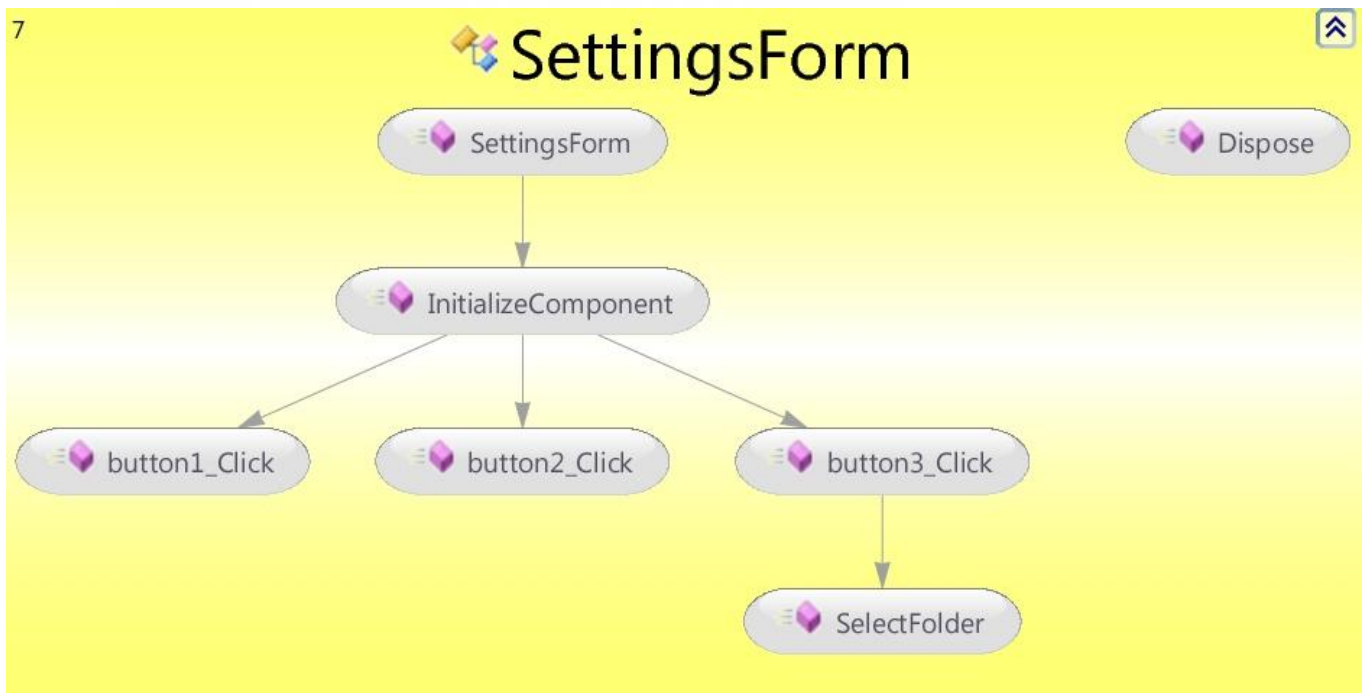 7
SettingsForm
SettingsForm
Dispose
InitializeComponent
button1_Click
button2_Click
button3_Click
SelectFolder